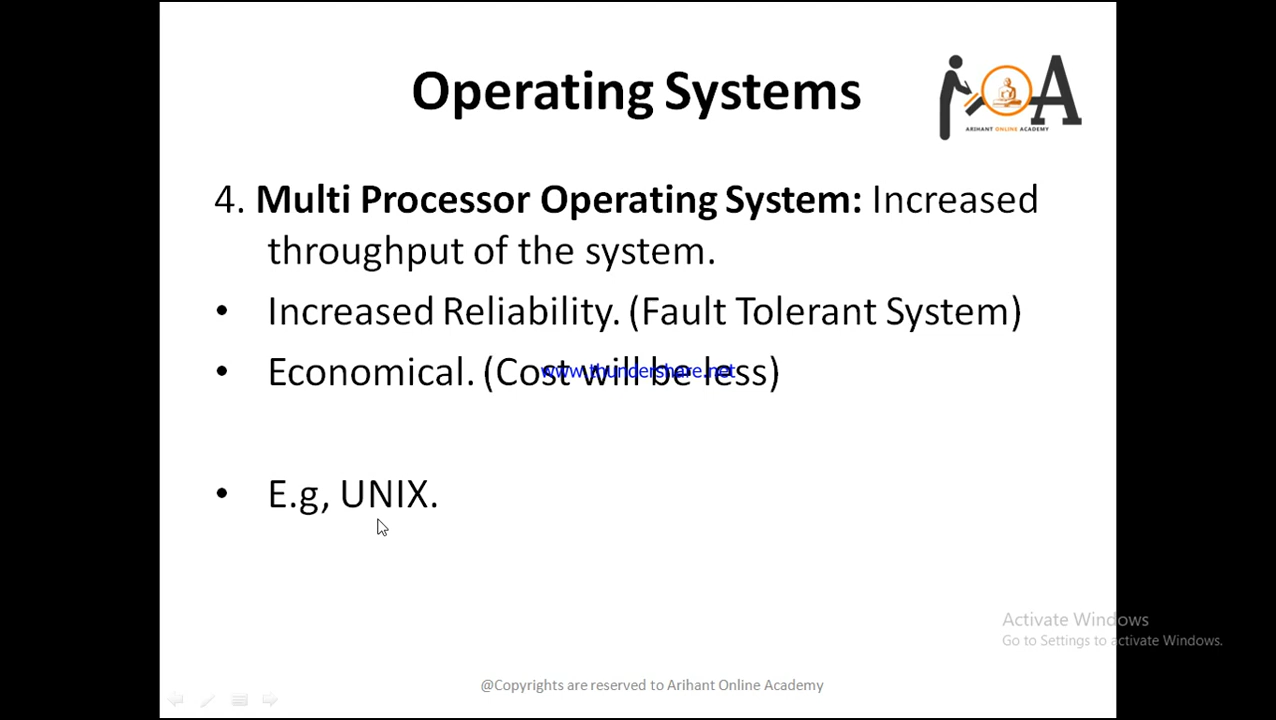 Operating Systems
ARIHANT ONLINE ACADEMY
4. Multi Processor Operating System: Increased
throughput of the system.
• Increased Reliability. (Fault Tolerant System)
• Economical. (Cost will be less)
www.thundershare.net
• E.g, UNIX.
Activate Windows
Go to Settings to activate Windows.
@Copyrights are reserved to Arihant Online Academy